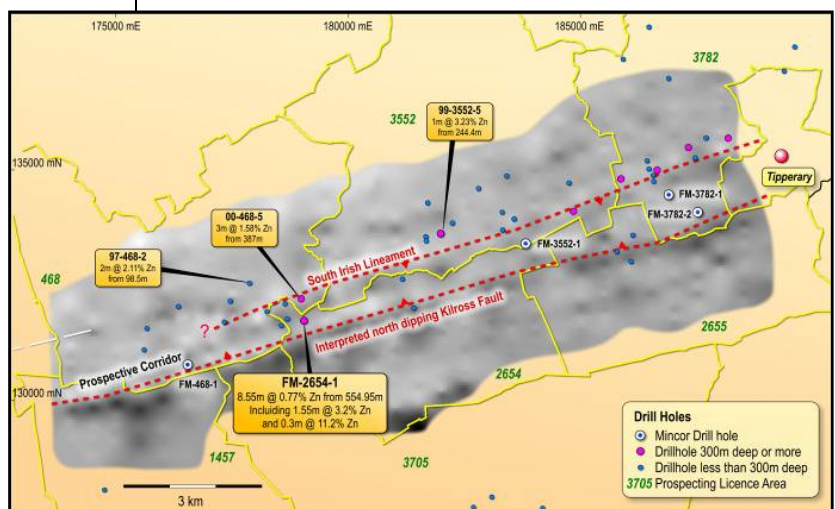 175000 mE
180000 mE
185000 mE
3782
3552
99-3552-5
1m @ 3.23% Zn
from 244.4m
135000 mN
Tipperary
FM-3782-1
FM-3782-2
00-468-5
3m @ 1.58% Zn
from 387m
97-468-2
2m @ 2.11% Zn
from 98.5m
468
FM-3552-1
South Irish Lineament
?
Interpreted north dipping Kilross Fault
2655
Prospective Corridor
FM-468-1
2654
130000 mN
FM-2654-1
8.55m @ 0.77% Zn from 554.95m
Including 1.55m @ 3.2% Zn
and 0.3m @ 11.2% Zn
1457
3705
3 km
Drill Holes
Mincor Drill hole
Drillhole 300m deep or more
Drillhole less than 300m deep
3705 Prospecting Licence Area